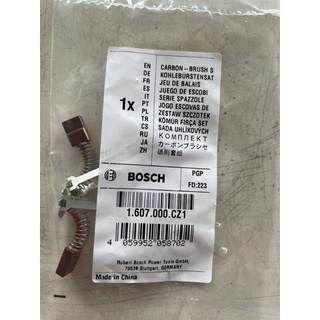 EN CARBON-BRUSH S
DE KOHLEBÜRSTENSAT
FR JEU DE BALAIS
ES JUEGO DE ESCOBI
IT SERIE SPAZZOLE
PT JOGO ESCOVAS DE
PL ZESTAW SZCZOTEK
TR KÖMÜR FIRÇA SET
CS SADA UHLÍKOVÝCH
RU КОМПЛЕКТ
JA カーボンブラシセ
ZH 碳刷套组
1x
BOSCH
PGP
FD:223
1.607.000.CZ1
4 059952 058702
Robert Bosch Power Tools GmbH,
70538 Stuttgart, GERMANY
Made in China